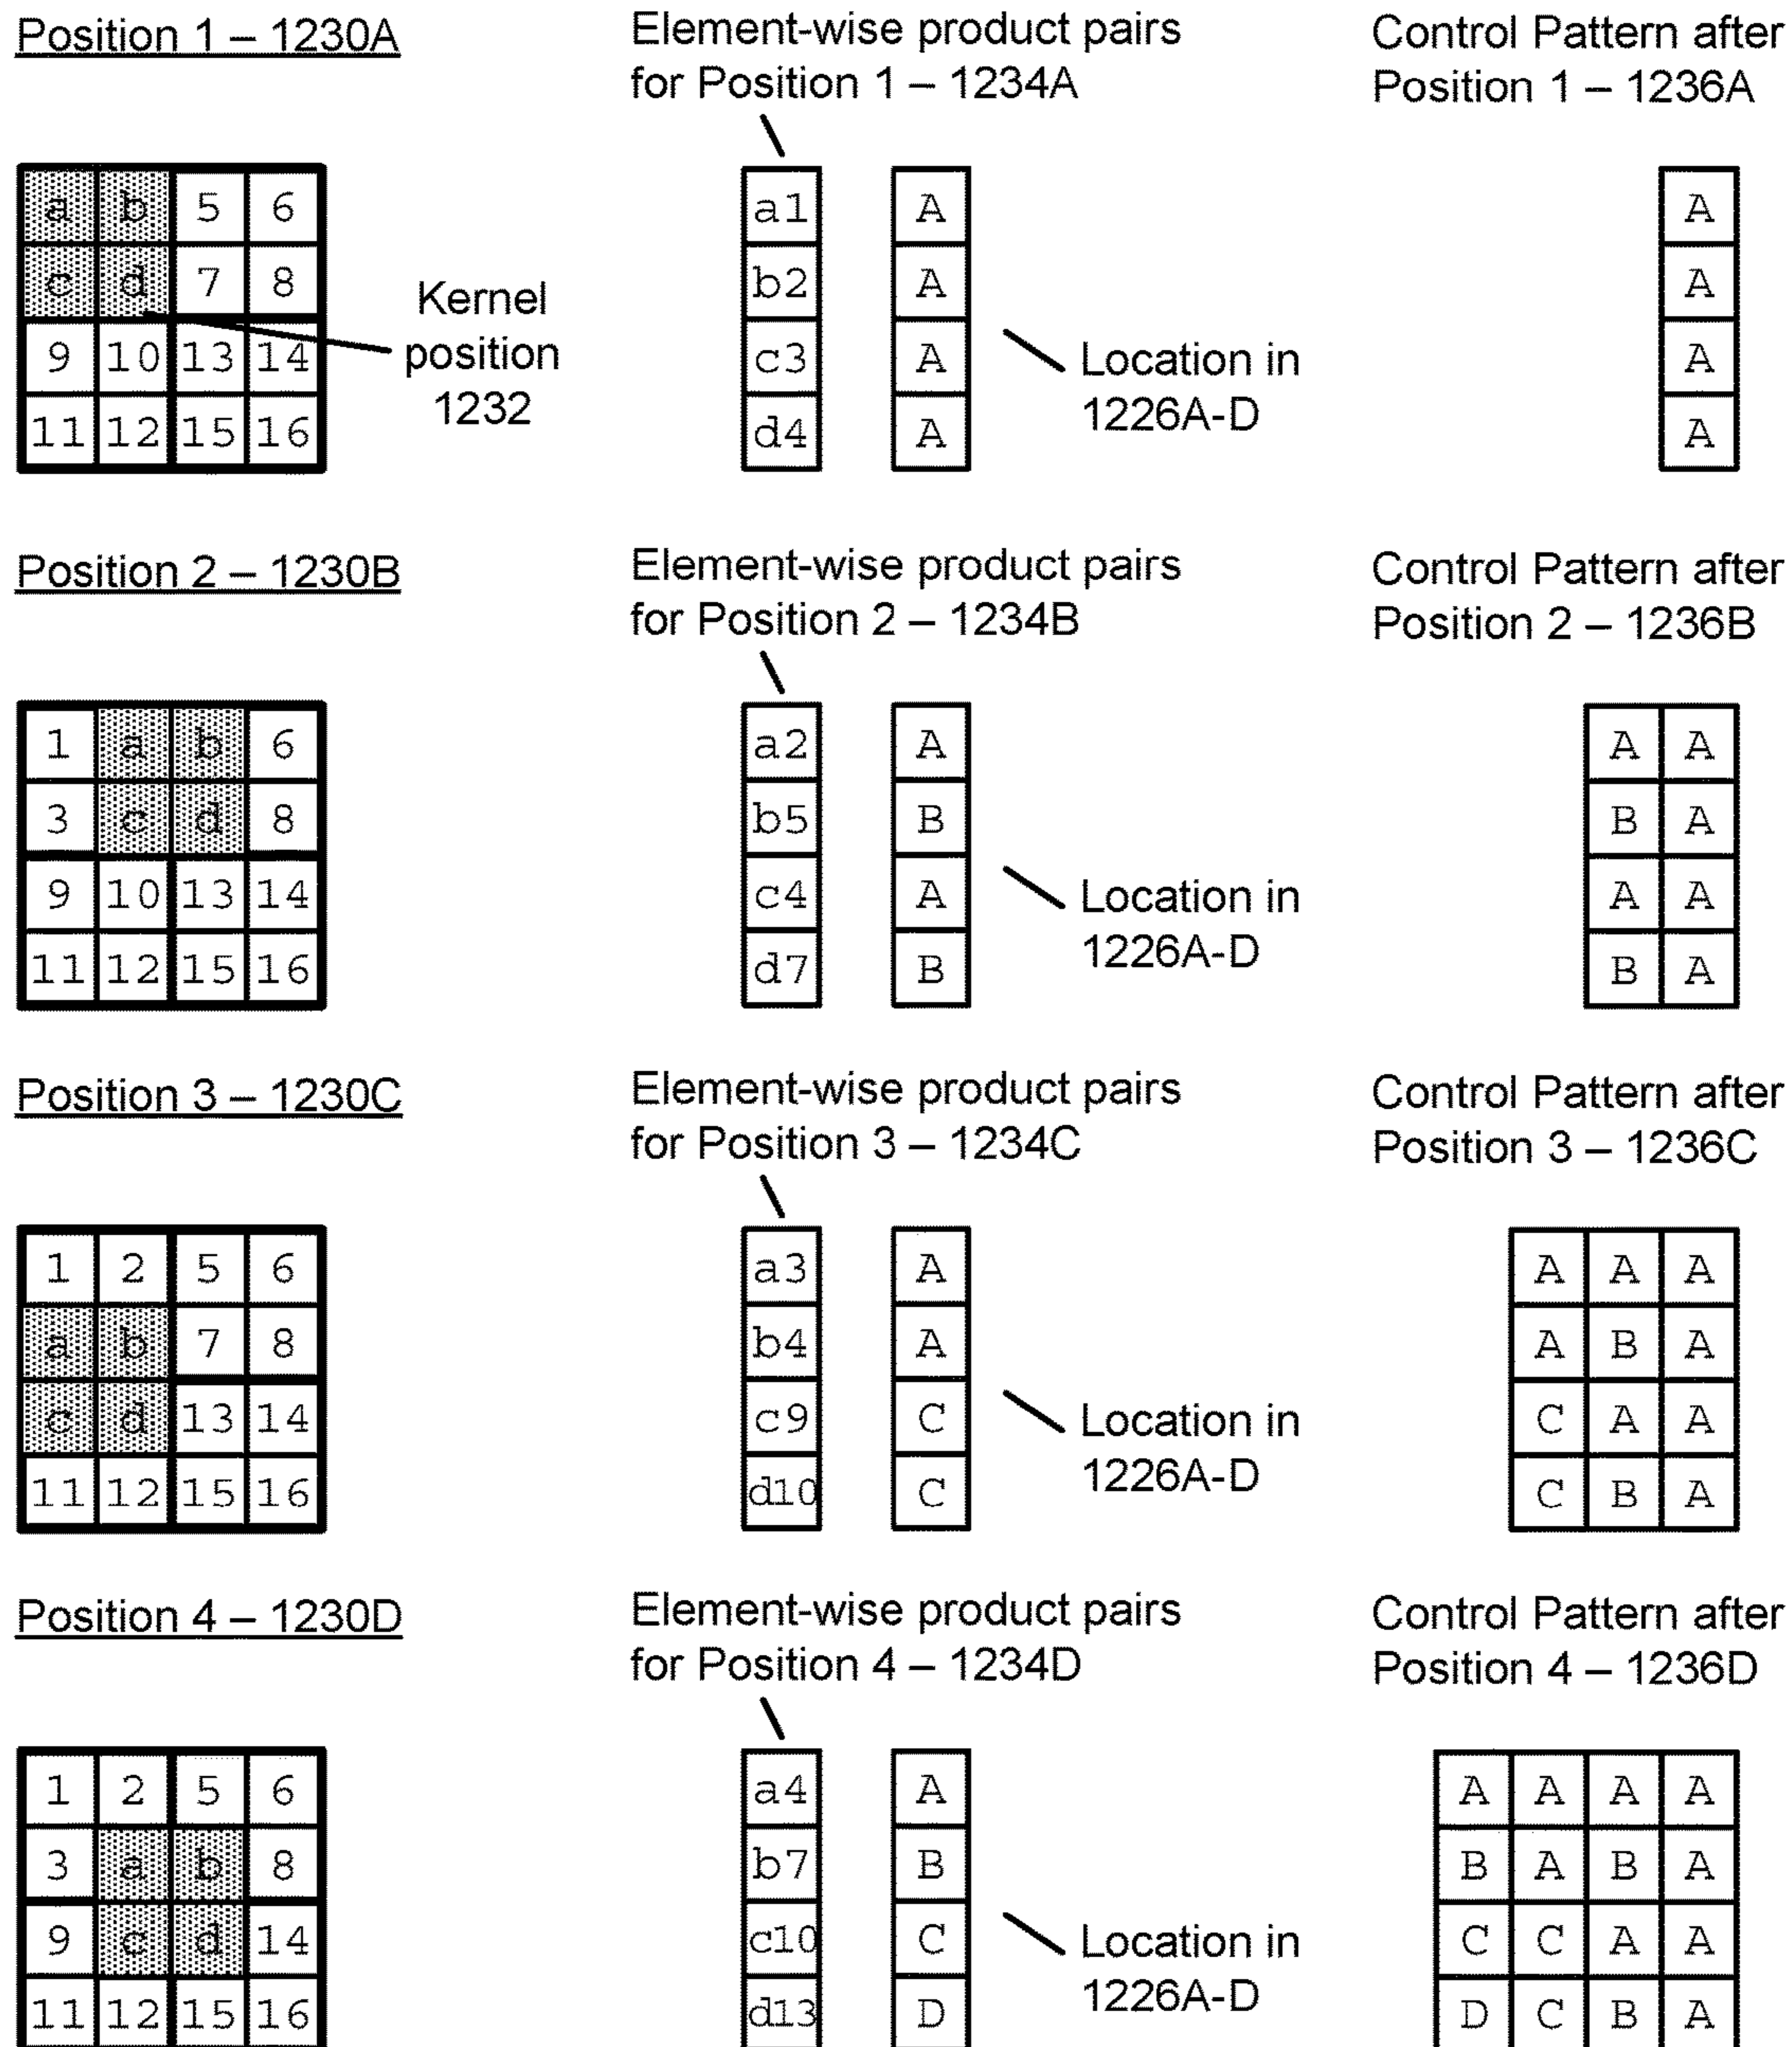 Position 1 – 1230A
Element-wise product pairs
for Position 1 – 1234A
Control Pattern after
Position 1 – 1236A
a b 5 6
c d 7 8
9 10 13 14
11 12 15 16
Kernel
position
1232
a1 A
b2 A
c3 A
d4 A
Location in
1226A-D
A
A
A
A
Position 2 – 1230B
Element-wise product pairs
for Position 2 – 1234B
Control Pattern after
Position 2 – 1236B
1 a b 6
3 c d 8
9 10 13 14
11 12 15 16
a2 A
b5 B
c4 A
d7 B
Location in
1226A-D
A A
B A
A A
B A
Position 3 – 1230C
Element-wise product pairs
for Position 3 – 1234C
Control Pattern after
Position 3 – 1236C
1 2 5 6
a b 7 8
c d 13 14
11 12 15 16
a3 A
b4 A
c9 C
d10 C
Location in
1226A-D
A A A
A B A
C A A
C B A
Position 4 – 1230D
Element-wise product pairs
for Position 4 – 1234D
Control Pattern after
Position 4 – 1236D
1 2 5 6
3 a b 8
9 c d 14
11 12 15 16
a4 A
b7 B
c10 C
d13 D
Location in
1226A-D
A A A A
B A B A
C C A A
D C B A